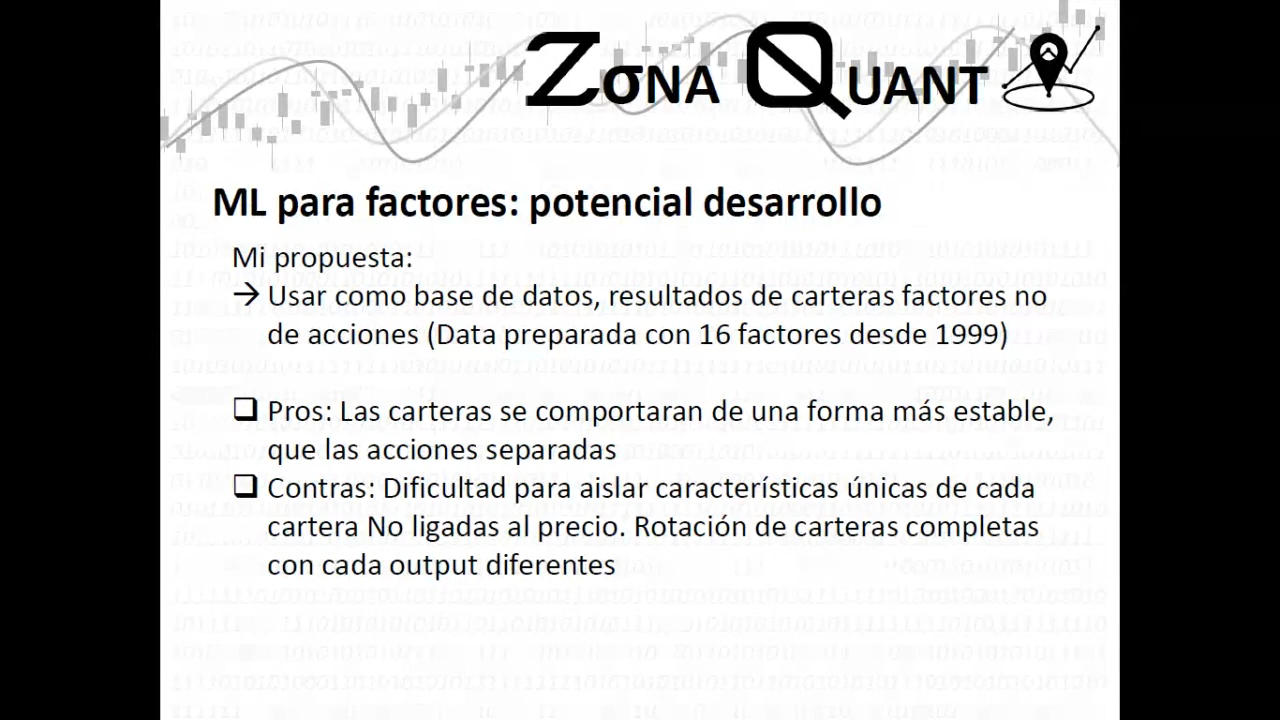 ZONA QUANT
ML para factores: potencial desarrollo
Mi propuesta:
→ Usar como base de datos, resultados de carteras factores no
de acciones (Data preparada con 16 factores desde 1999)
❑ Pros: Las carteras se comportaran de una forma más estable,
que las acciones separadas
❑ Contras: Dificultad para aislar características únicas de cada
cartera No ligadas al precio. Rotación de carteras completas
con cada output diferentes